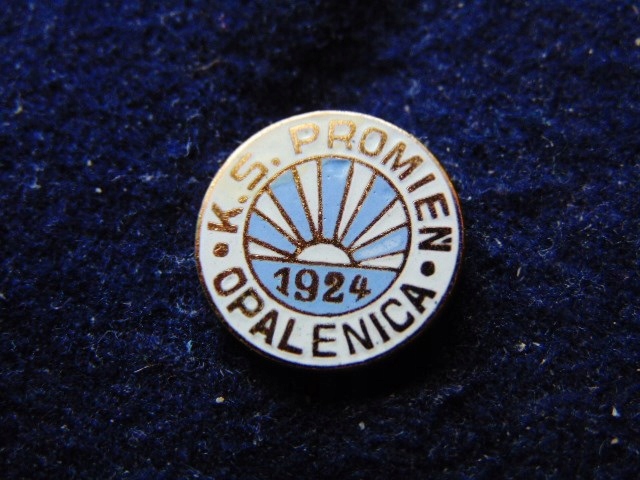 K.S. PROMIEŃ
OPALENICA
1924